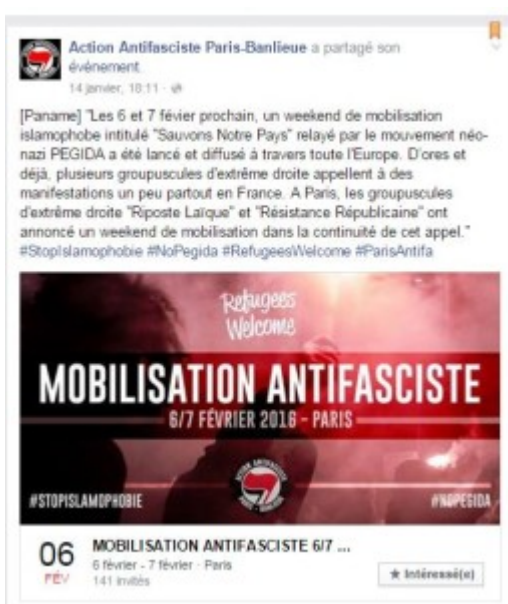 Action Antifasciste Paris-Banlieue a partagé son
événement.
14 janvier, 18:11 ·
[Paname] "Les 6 et 7 févier prochain, un weekend de mobilisation
islamophobe intitulé "Sauvons Notre Pays" relayé par le mouvement néo-
nazi PEGIDA a été lancé et diffusé à travers toute l'Europe. D'ores et
déjà, plusieurs groupuscules d'extrême droite appellent à des
manifestations un peu partout en France. A Paris, les groupuscules
d'extrême droite "Riposte Laïque" et "Résistance Républicaine" ont
annoncé un weekend de mobilisation dans la continuité de cet appel."
#StopIslamophobie #NoPegida #RefugeesWelcome #ParisAntifa
Refugees
Welcome
MOBILISATION ANTIFASCISTE
6/7 FÉVRIER 2016 - PARIS
ACTION ANTIFASCISTE
PARIS - BANLIEUE
#STOPISLAMOPHOBIE
#NOPEGIDA
06
FÉV
MOBILISATION ANTIFASCISTE 6/7 ...
6 février - 7 février · Paris
141 invités
★ Intéressé(e)